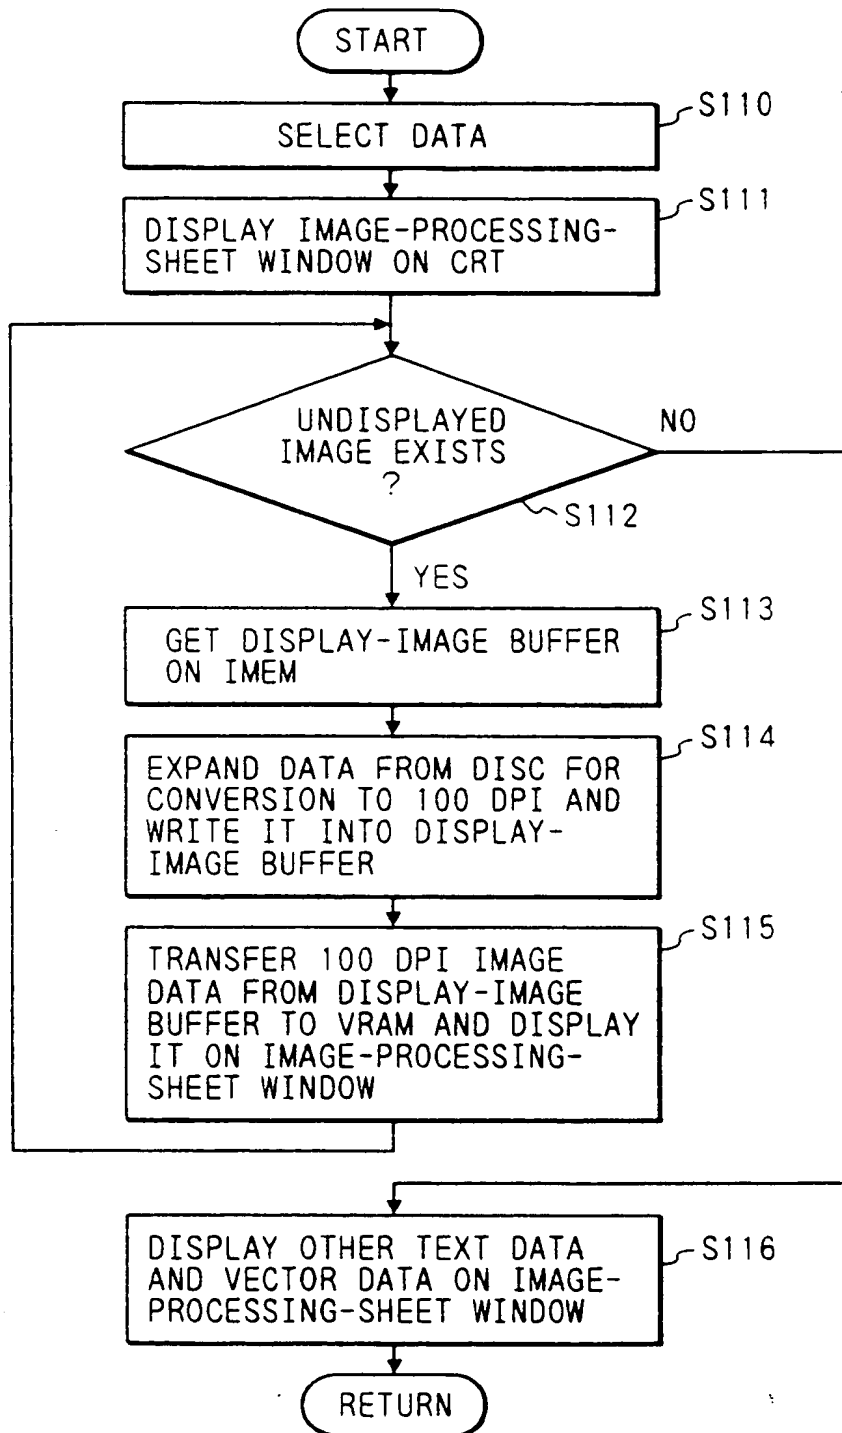 START
S110
SELECT DATA
S111
DISPLAY IMAGE-PROCESSING-
SHEET WINDOW ON CRT
UNDISPLAYED
IMAGE EXISTS
?
NO
S112
YES
S113
GET DISPLAY-IMAGE BUFFER
ON IMEM
S114
EXPAND DATA FROM DISC FOR
CONVERSION TO 100 DPI AND
WRITE IT INTO DISPLAY-
IMAGE BUFFER
S115
TRANSFER 100 DPI IMAGE
DATA FROM DISPLAY-IMAGE
BUFFER TO VRAM AND DISPLAY
IT ON IMAGE-PROCESSING-
SHEET WINDOW
S116
DISPLAY OTHER TEXT DATA
AND VECTOR DATA ON IMAGE-
PROCESSING-SHEET WINDOW
RETURN